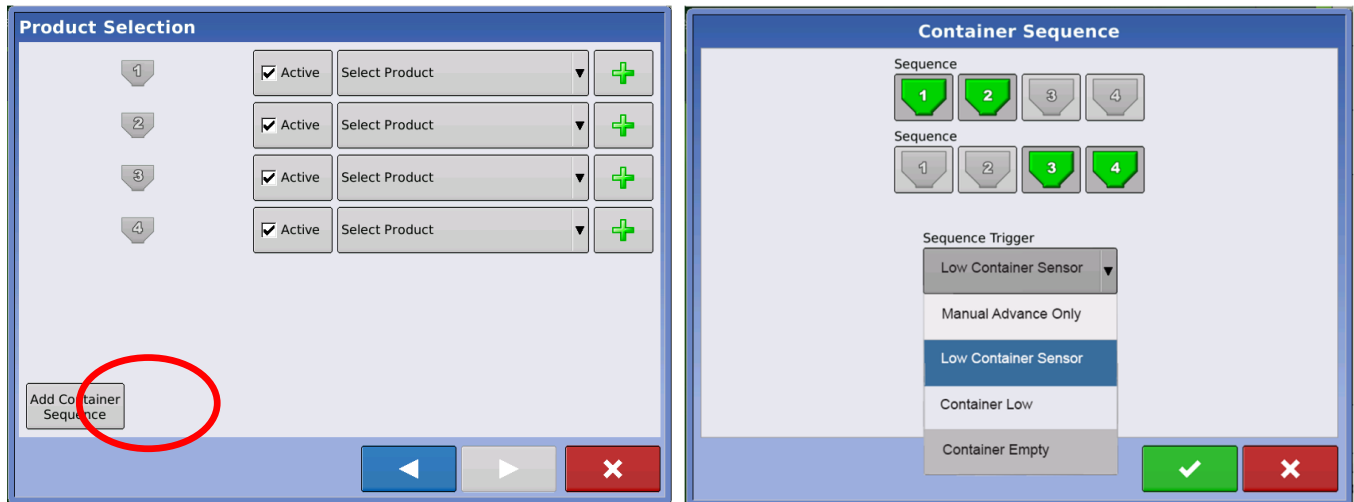 Product Selection
1 Active Select Product
2 Active Select Product
3 Active Select Product
4 Active Select Product
Add Container
Sequence
Container Sequence
Sequence
1 2 3 4
Sequence
1 2 3 4
Sequence Trigger
Low Container Sensor
Manual Advance Only
Low Container Sensor
Container Low
Container Empty